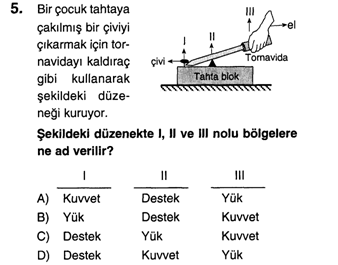 5. Bir çocuk tahtaya
çakılmış bir çiviyi
çıkarmak için tor-
navidayı kaldıraç
gibi kullanarak
şekildeki düze-
neği kuruyor.
I II III
el
çivi
Tornavida
Tahta blok
Şekildeki düzenekte I, II ve III nolu bölgelere
ne ad verilir?
I II III
A) Kuvvet Destek Yük
B) Yük Destek Kuvvet
C) Destek Yük Kuvvet
D) Destek Kuvvet Yük